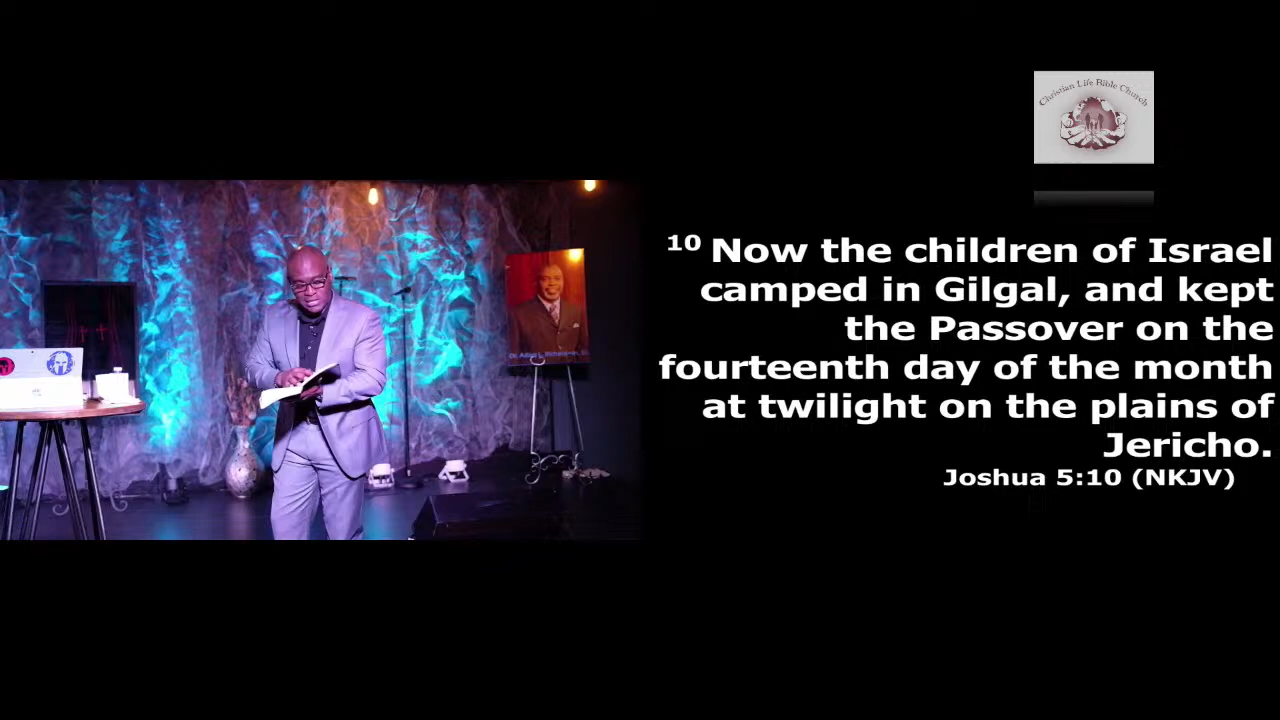 Christian Life Bible Church
10 Now the children of Israel
camped in Gilgal, and kept
the Passover on the
fourteenth day of the month
at twilight on the plains of
Jericho.
Joshua 5:10 (NKJV)